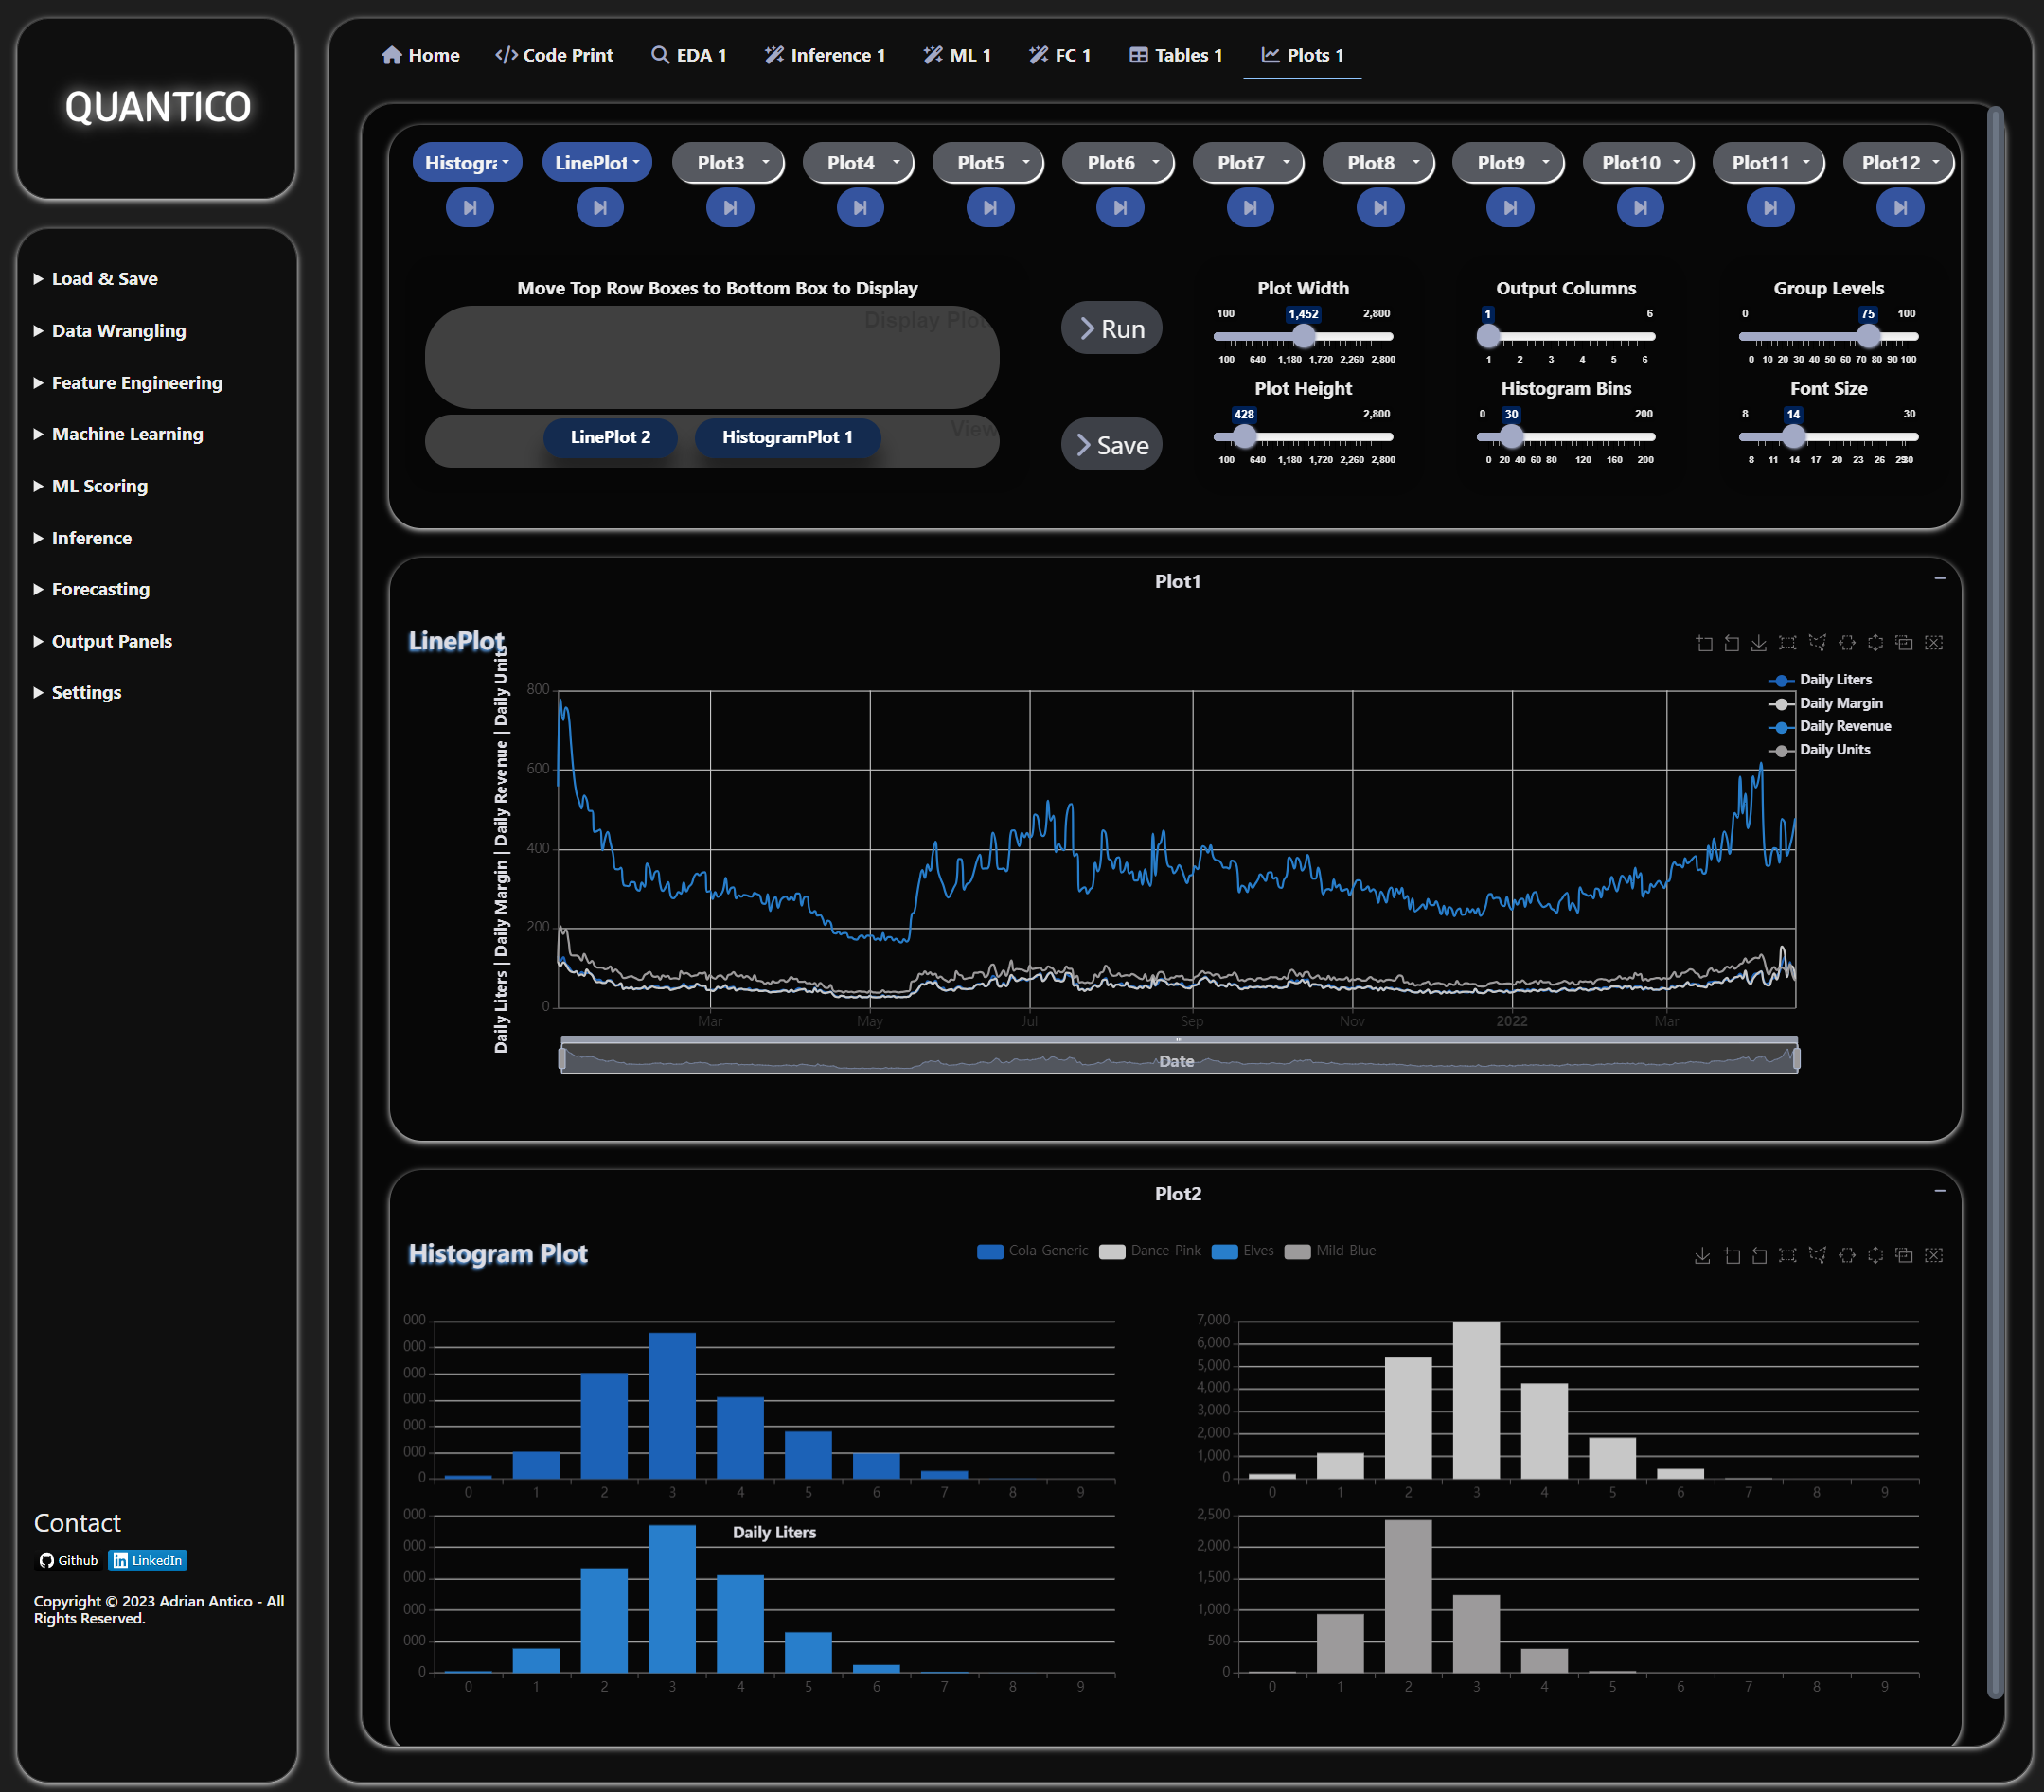 QUANTICO
Load & Save
Data Wrangling
Feature Engineering
Machine Learning
ML Scoring
Inference
Forecasting
Output Panels
Settings
Contact
Github LinkedIn
Copyright © 2023 Adrian Antico - All
Rights Reserved.
Home Code Print EDA 1 Inference 1 ML 1 FC 1 Tables 1 Plots 1
Histogra LinePlot Plot3 Plot4 Plot5 Plot6 Plot7 Plot8 Plot9 Plot10 Plot11 Plot12
Move Top Row Boxes to Bottom Box to Display
Display Plot
View
LinePlot 2 HistogramPlot 1
Run
Save
Plot Width
100 1,452 2,800
100 640 1,180 1,720 2,260 2,800
Plot Height
428 2,800
100 640 1,180 1,720 2,260 2,800
Output Columns
1 6
1 2 3 4 5 6
Histogram Bins
0 30 200
0 20 40 60 80 120 160 200
Group Levels
0 75 100
0 10 20 30 40 50 60 70 80 90 100
Font Size
8 14 30
8 11 14 17 20 23 26 29 30
Plot1
LinePlot
Daily Liters | Daily Margin | Daily Revenue | Daily Units
Daily Liters
Daily Margin
Daily Revenue
Daily Units
800
600
400
200
0
Mar May Jul Sep Nov 2022 Mar
Date
Plot2
Histogram Plot
Cola-Generic Dance-Pink Elves Mild-Blue
000
000
000
000
000
000
0
0 1 2 3 4 5 6 7 8 9
7,000
6,000
5,000
4,000
3,000
2,000
1,000
0
0 1 2 3 4 5 6 7 8 9
Daily Liters
000
000
000
000
000
0
0 1 2 3 4 5 6 7 8 9
2,500
2,000
1,500
1,000
500
0
0 1 2 3 4 5 6 7 8 9